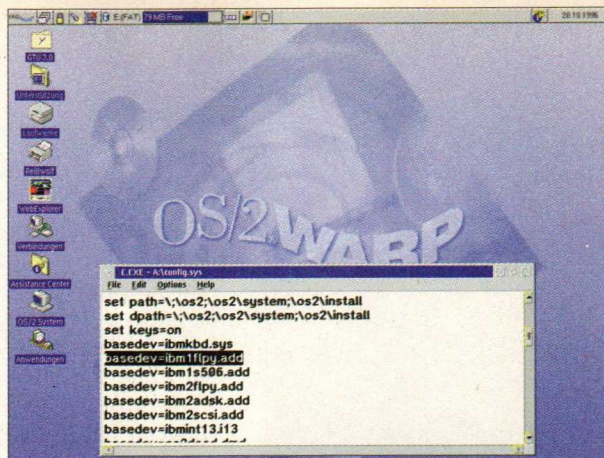 E:(FAT) 79 MB Free 28.10.1996
GTU 3.0
Unterstützung
Laufwerke
Reißwolf
WebExplorer
Verbindungen
Assistance Center
OS/2 System
Anwendungen
OS/2 WARP
E.EXE - A:\config.sys
File Edit Options Help
set path=\;\os2;\os2\system;\os2\install
set dpath=\;\os2;\os2\system;\os2\install
set keys=on
basedev=ibmkbd.sys
basedev=ibm1flpy.add
basedev=ibm1s506.add
basedev=ibm2flpy.add
basedev=ibm2adsk.add
basedev=ibm2scsi.add
basedev=ibmint13.i13